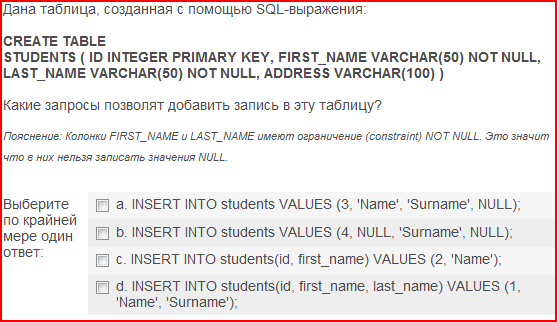 Дана таблица, созданная с помощью SQL-выражения:
CREATE TABLE
STUDENTS ( ID INTEGER PRIMARY KEY, FIRST_NAME VARCHAR(50) NOT NULL,
LAST_NAME VARCHAR(50) NOT NULL, ADDRESS VARCHAR(100) )
Какие запросы позволят добавить запись в эту таблицу?
Пояснение: Колонки FIRST_NAME и LAST_NAME имеют ограничение (constraint) NOT NULL. Это значит
что в них нельзя записать значения NULL.
Выберите
по крайней
мере один
ответ:
a. INSERT INTO students VALUES (3, 'Name', 'Surname', NULL);
b. INSERT INTO students VALUES (4, NULL, 'Surname', NULL);
c. INSERT INTO students(id, first_name) VALUES (2, 'Name');
d. INSERT INTO students(id, first_name, last_name) VALUES (1,
'Name', 'Surname');